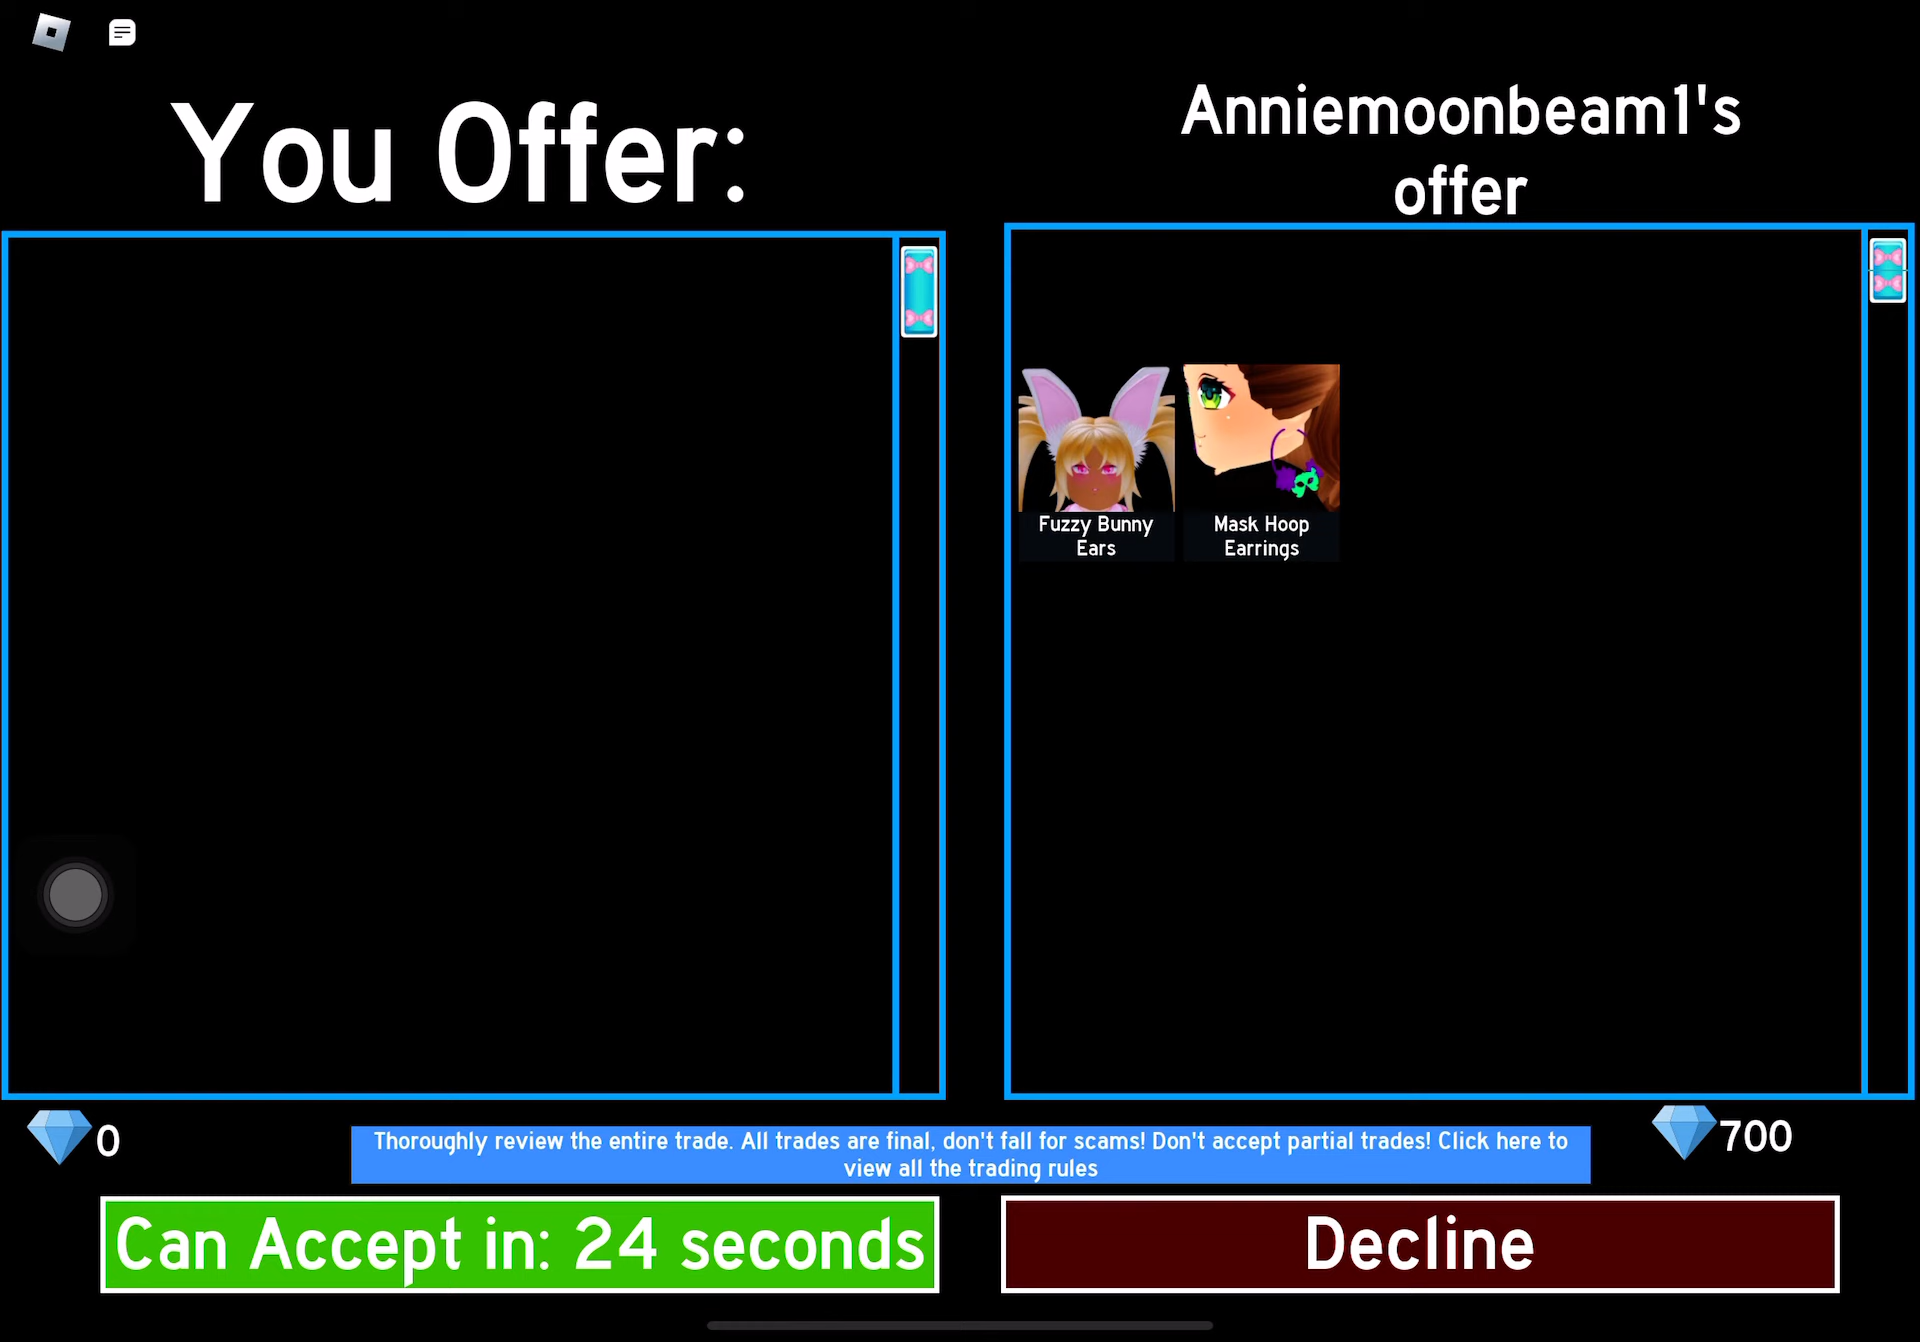 You Offer:
Anniemoonbeam1's
offer
Fuzzy Bunny
Ears
Mask Hoop
Earrings
0
700
Thoroughly review the entire trade. All trades are final, don't fall for scams! Don't accept partial trades! Click here to
view all the trading rules
Can Accept in: 24 seconds
Decline